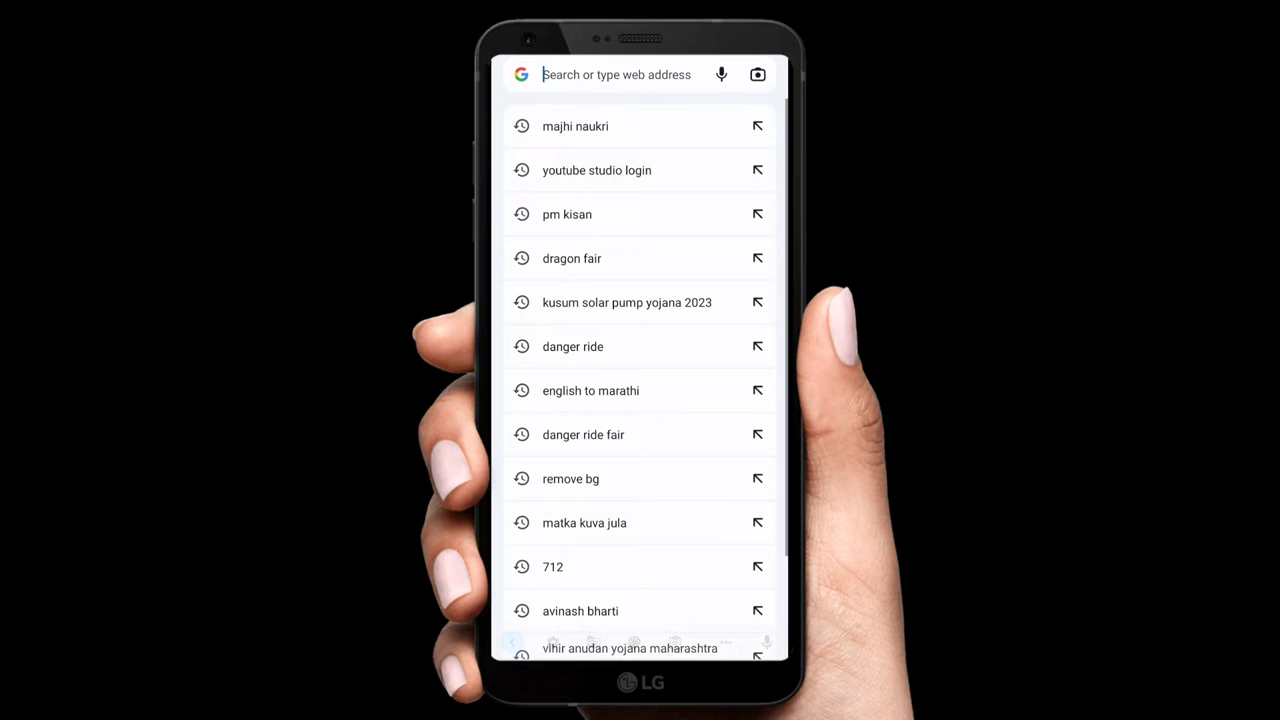 Search or type web address
majhi naukri
youtube studio login
pm kisan
dragon fair
kusum solar pump yojana 2023
danger ride
english to marathi
danger ride fair
remove bg
matka kuva jula
712
avinash bharti
vihir anudan yojana maharashtra
LG